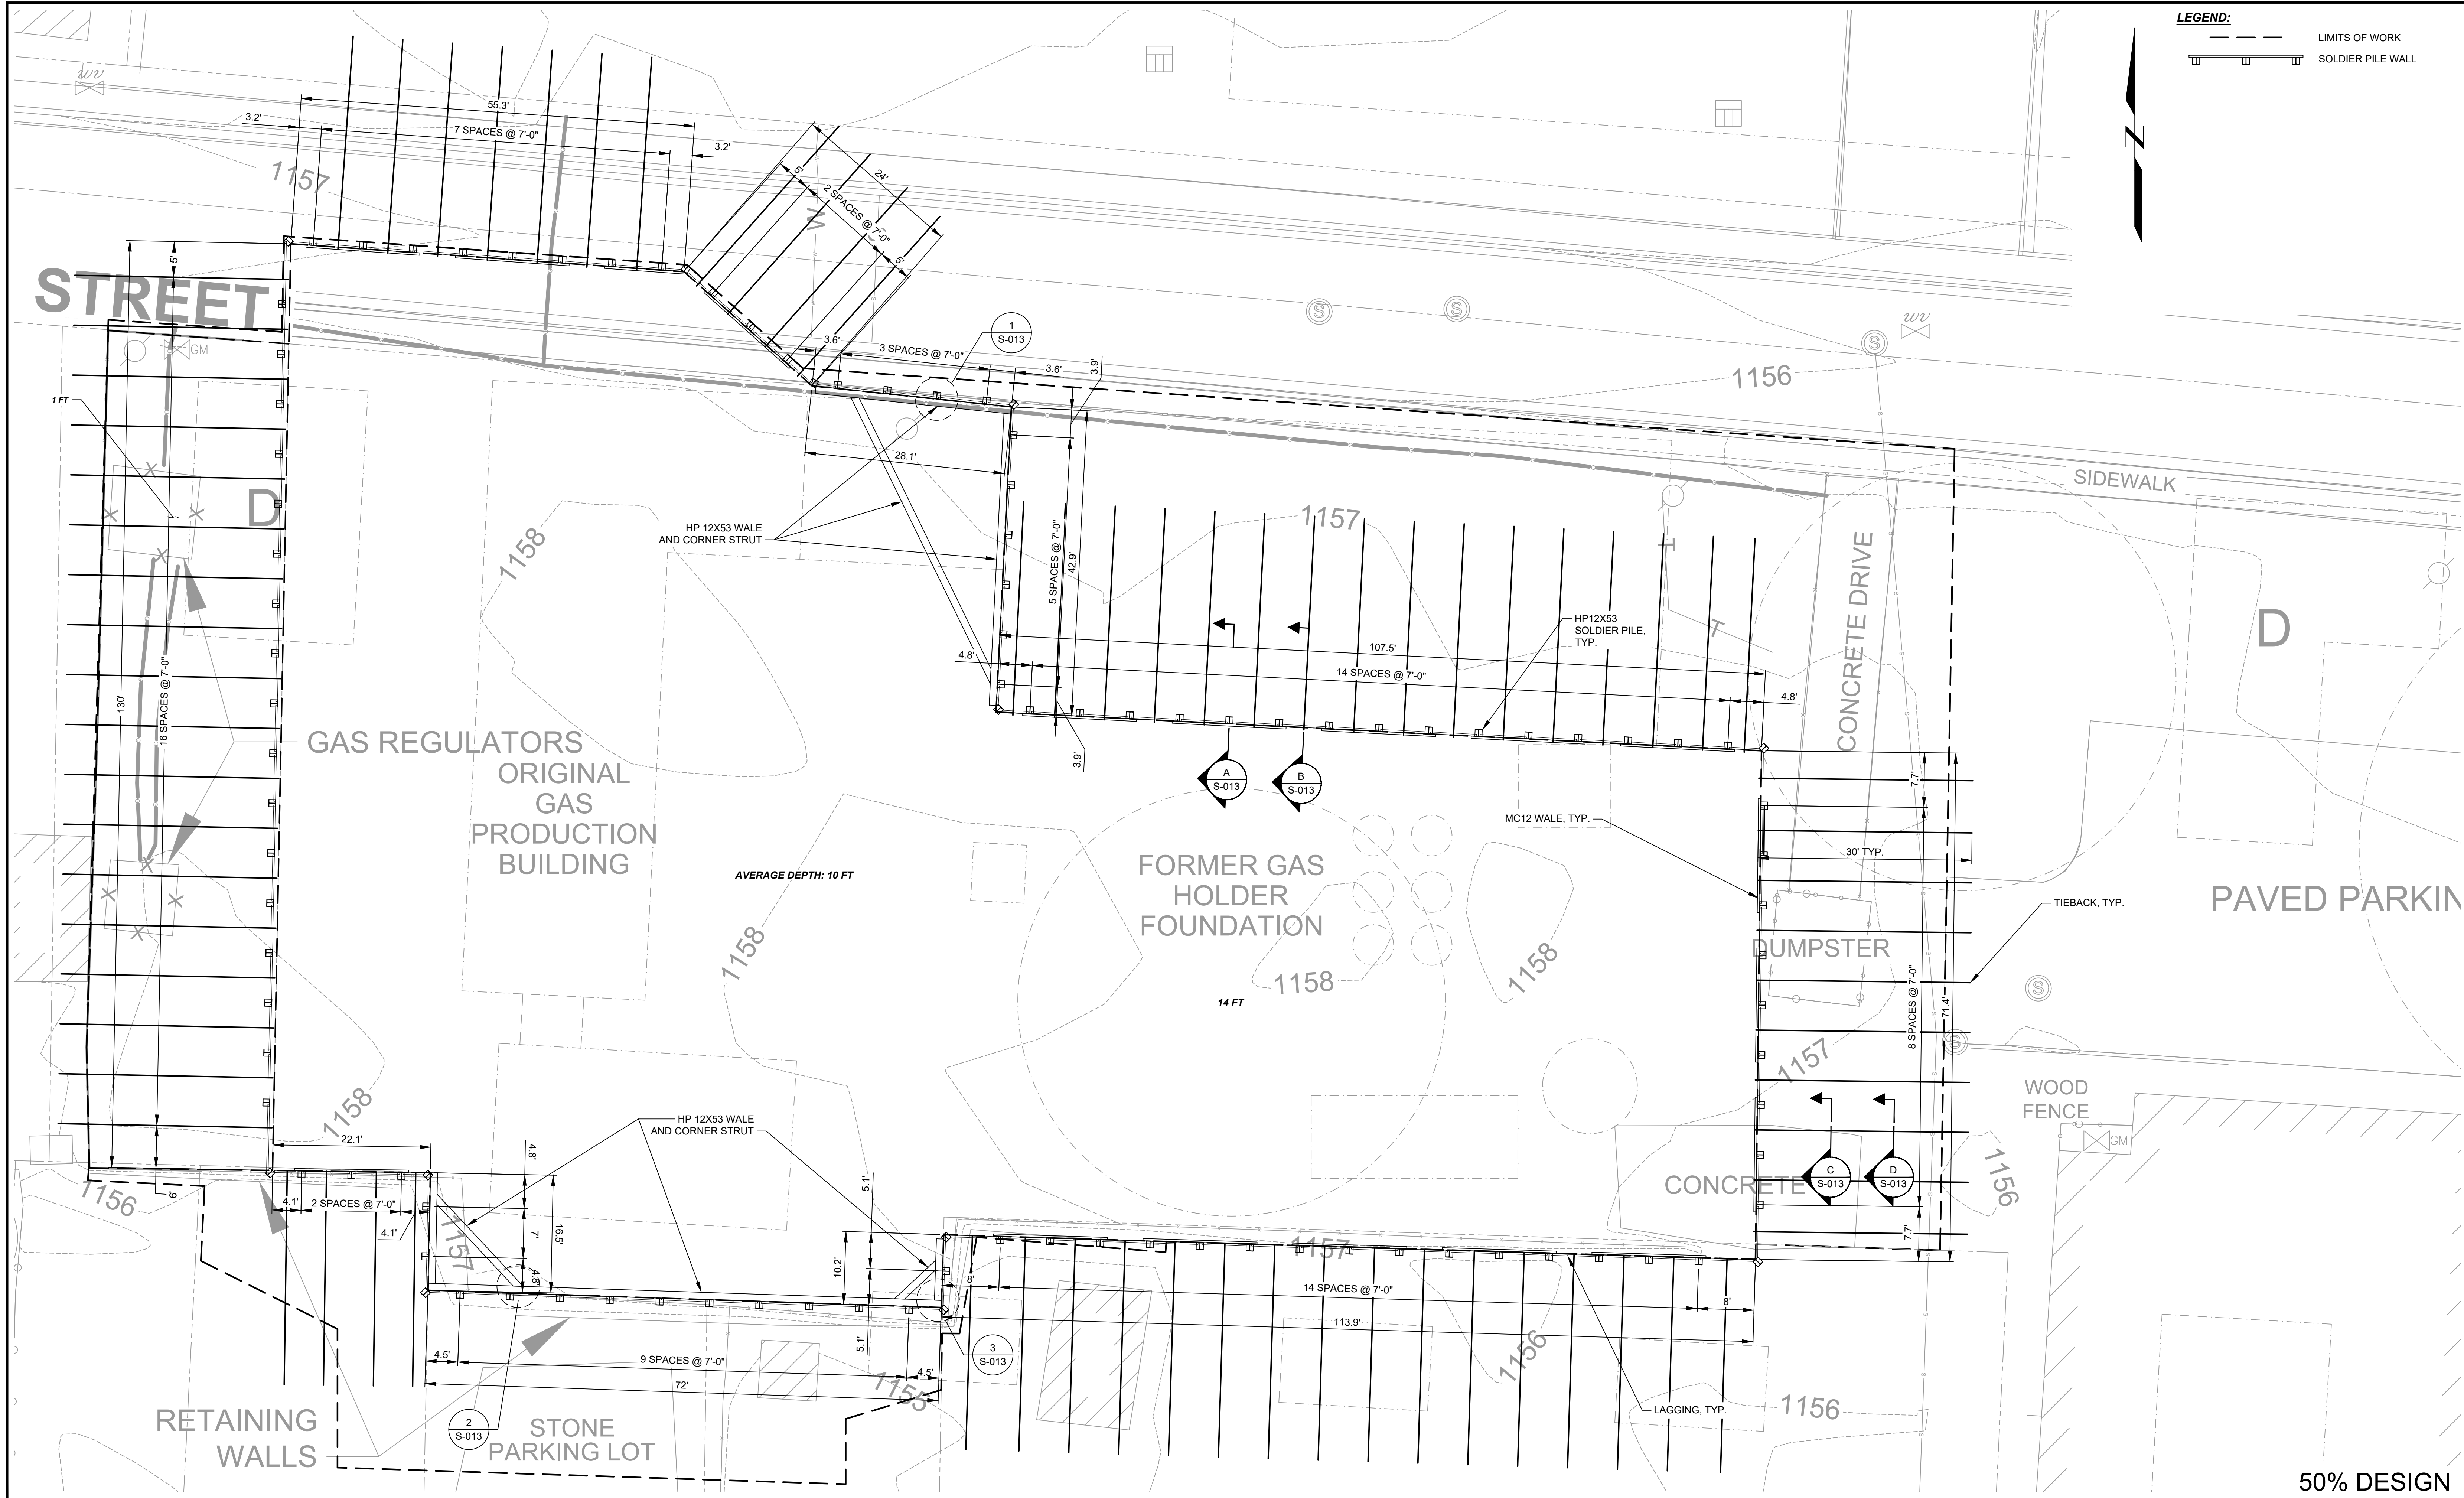 LEGEND:
LIMITS OF WORK
SOLDIER PILE WALL
N
wv
55.3'
3.2'
7 SPACES @ 7'-0"
3.2'
1157
24'
5'
2 SPACES @ 7'-0"
5'
W
5'
STREET
GM
1
S-013
3.6'
3 SPACES @ 7'-0"
3.6'
3.9'
S
S
wv
S
1156
1 FT
D
28.1'
SIDEWALK
HP 12X53 WALE
AND CORNER STRUT
1158
1157
T
T
5 SPACES @ 7'-0"
42.9'
CONCRETE DRIVE
D
HP12X53
SOLDIER PILE,
TYP.
107.5'
4.8'
14 SPACES @ 7'-0"
4.8'
130'
16 SPACES @ 7'-0"
3.9'
GAS REGULATORS
ORIGINAL
GAS
PRODUCTION
BUILDING
A
S-013
B
S-013
7.7'
MC12 WALE, TYP.
30' TYP.
AVERAGE DEPTH: 10 FT
FORMER GAS
HOLDER
FOUNDATION
TIEBACK, TYP.
PAVED PARKIN
1158
1158
1158
DUMPSTER
14 FT
S
S
8 SPACES @ 7'-0"
71.4'
1157
WOOD
FENCE
GM
1158
HP 12X53 WALE
AND CORNER STRUT
22.1'
4.8'
7'
4.8'
16.5'
5.1'
5.1'
10.2'
C
S-013
D
S-013
CONCRETE
1156
1156
6'
4.1'
2 SPACES @ 7'-0"
4.1'
1157
1157
7.7'
8'
14 SPACES @ 7'-0"
8'
113.9'
3
S-013
4.5'
9 SPACES @ 7'-0"
4.5'
72'
1155
1156
1156
LAGGING, TYP.
RETAINING
WALLS
2
S-013
STONE
PARKING LOT
50% DESIGN